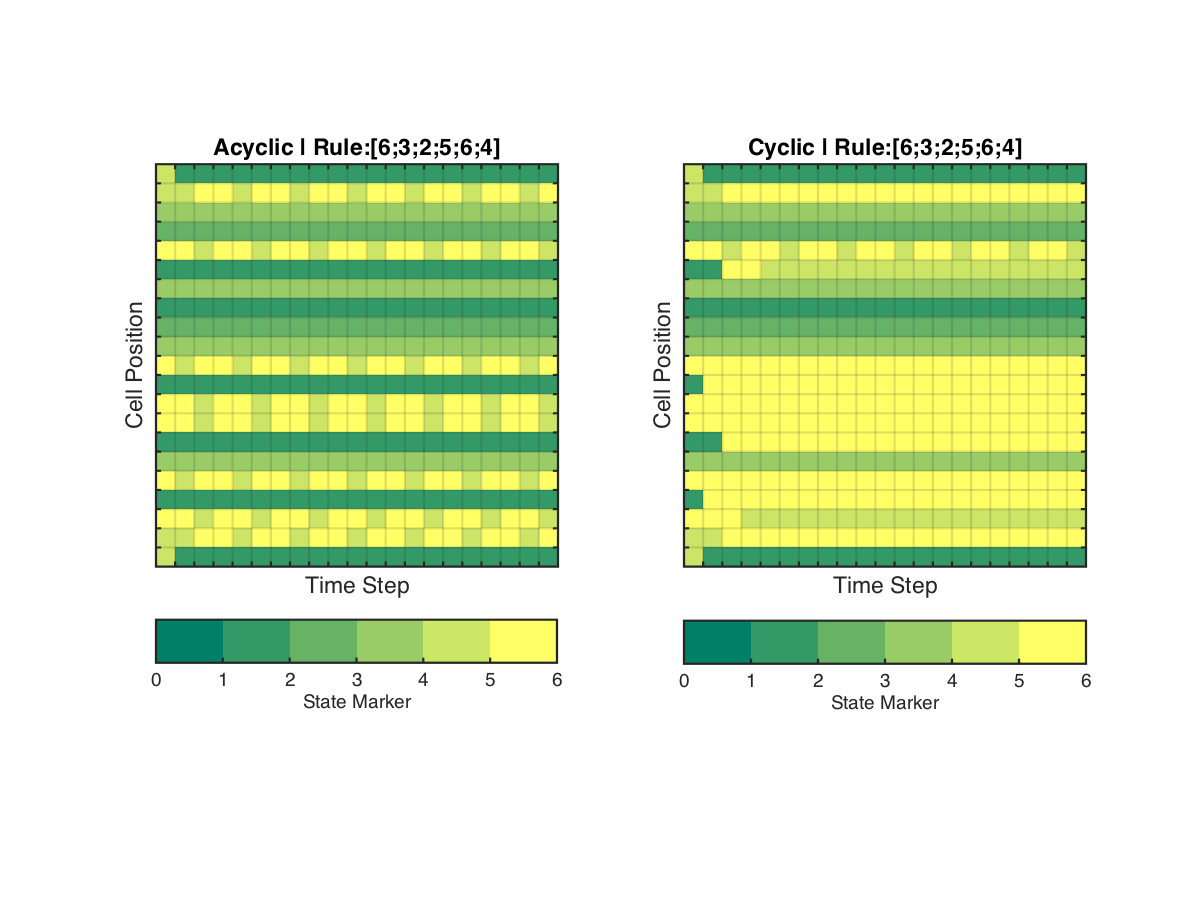 Acyclic | Rule:[6;3;2;5;6;4]
Cell Position
Time Step
0 1 2 3 4 5 6
State Marker
Cyclic | Rule:[6;3;2;5;6;4]
Cell Position
Time Step
0 1 2 3 4 5 6
State Marker